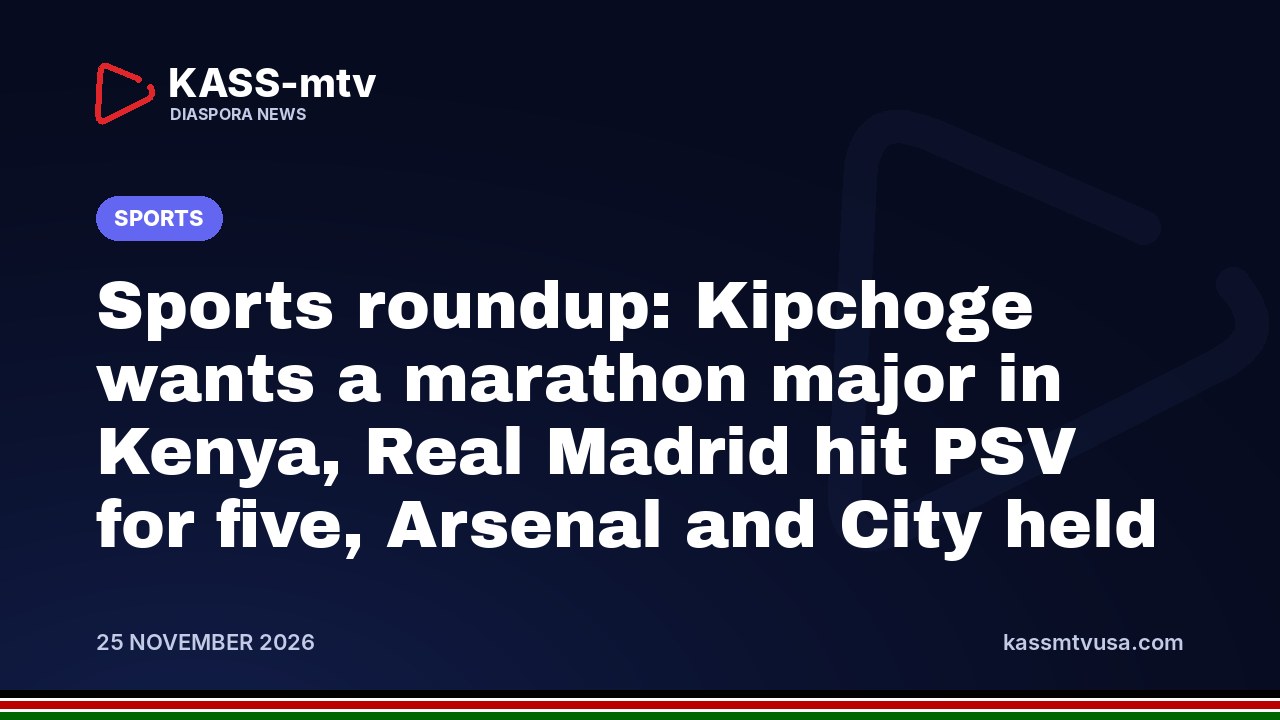 KASS-mtv
DIASPORA NEWS
SPORTS
Sports roundup: Kipchoge
wants a marathon major in
Kenya, Real Madrid hit PSV
for five, Arsenal and City held
25 NOVEMBER 2026
kassmtvusa.com